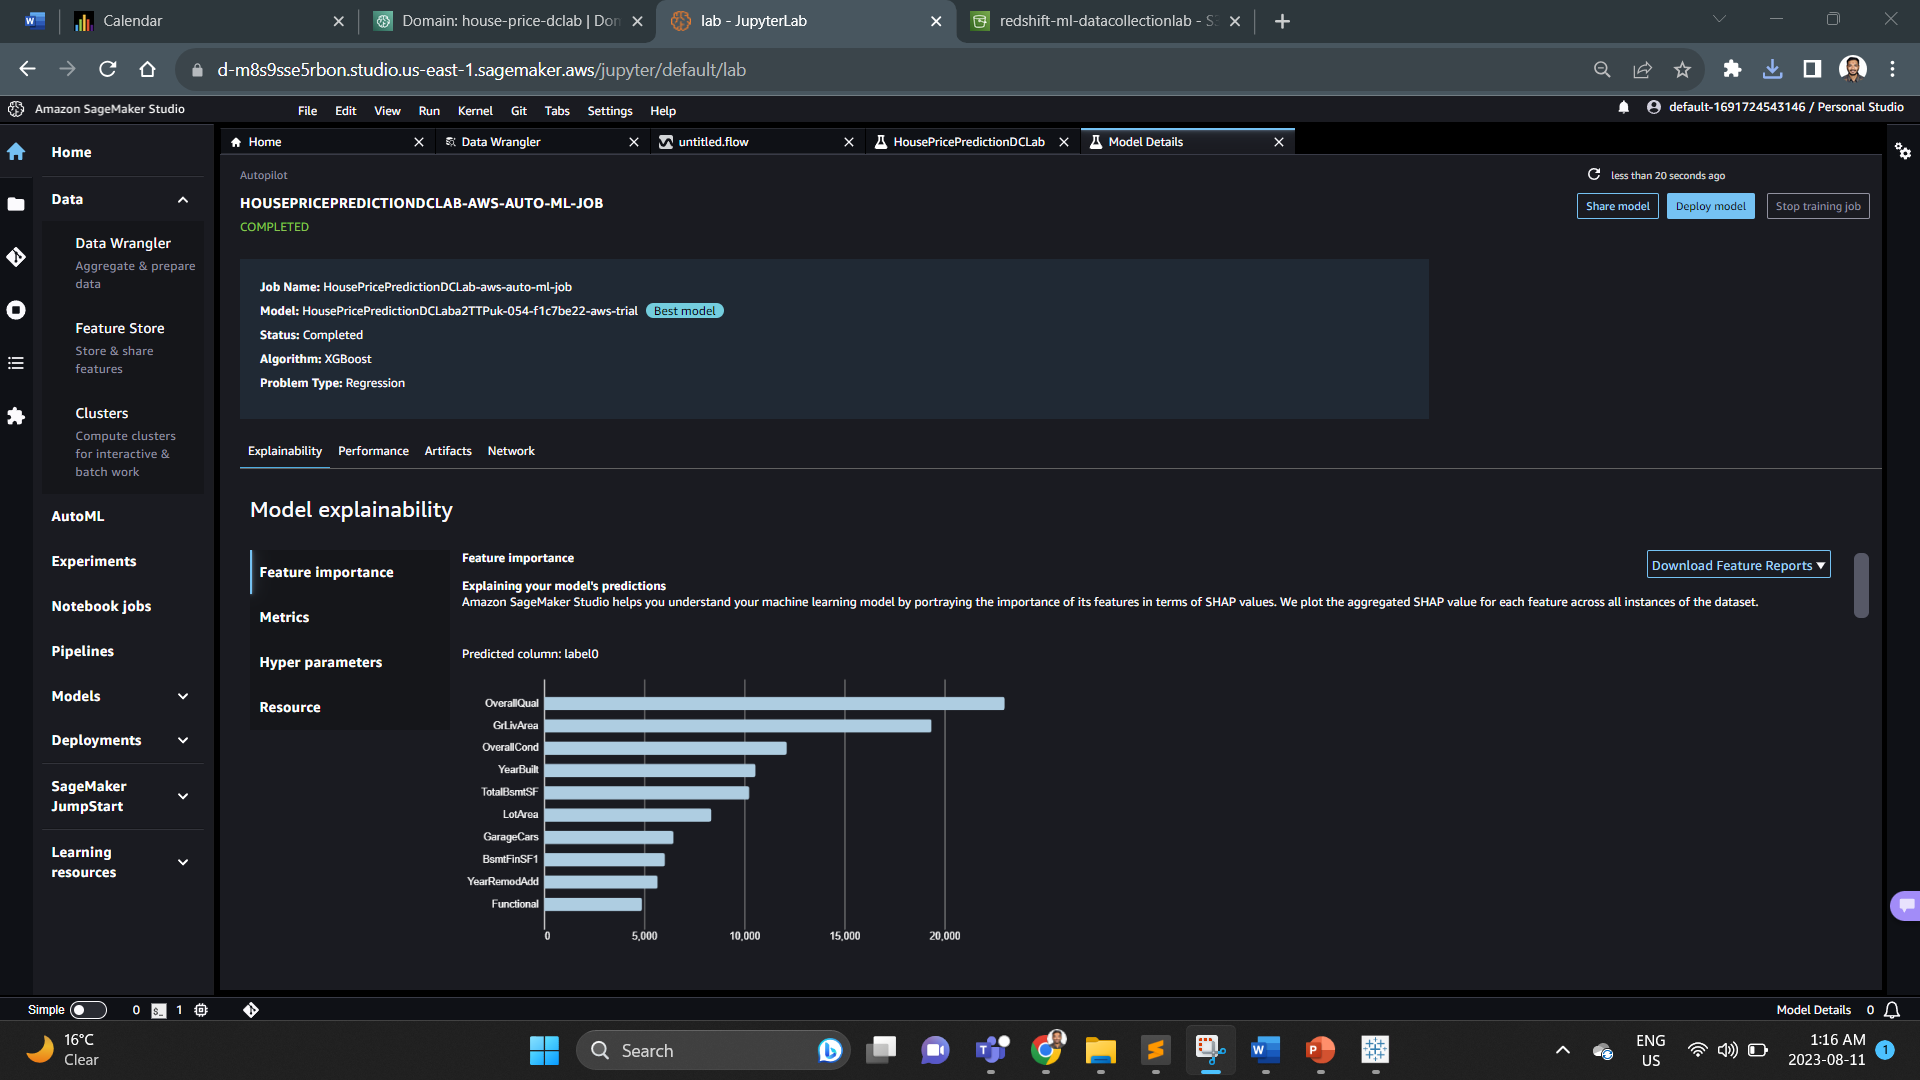 Calendar
Domain: house-price-dclab | Don
lab - JupyterLab
redshift-ml-datacollectionlab - S3
d-m8s9sse5rbon.studio.us-east-1.sagemaker.aws/jupyter/default/lab
Amazon SageMaker Studio
File Edit View Run Kernel Git Tabs Settings Help
default-1691724543146 / Personal Studio
Home
Data
Data Wrangler
Aggregate & prepare
data
Feature Store
Store & share
features
Clusters
Compute clusters
for interactive &
batch work
AutoML
Experiments
Notebook jobs
Pipelines
Models
Deployments
SageMaker
JumpStart
Learning
resources
Home
Data Wrangler
untitled.flow
HousePricePredictionDCLab
Model Details
Autopilot
less than 20 seconds ago
HOUSEPRICEPREDICTIONDCLAB-AWS-AUTO-ML-JOB
COMPLETED
Share model
Deploy model
Stop training job
Job Name: HousePricePredictionDCLab-aws-auto-ml-job
Model: HousePricePredictionDCLaba2TTPuk-054-f1c7be22-aws-trial Best model
Status: Completed
Algorithm: XGBoost
Problem Type: Regression
Explainability Performance Artifacts Network
Model explainability
Feature importance
Metrics
Hyper parameters
Resource
Feature importance
Download Feature Reports
Explaining your model's predictions
Amazon SageMaker Studio helps you understand your machine learning model by portraying the importance of its features in terms of SHAP values. We plot the aggregated SHAP value for each feature across all instances of the dataset.
Predicted column: label0
OverallQual
GrLivArea
OverallCond
YearBuilt
TotalBsmtSF
LotArea
GarageCars
BsmtFinSF1
YearRemodAdd
Functional
0 5,000 10,000 15,000 20,000
Simple 0 1
Model Details 0
16°C
Clear
Search
ENG
US
1:16 AM
2023-08-11
1